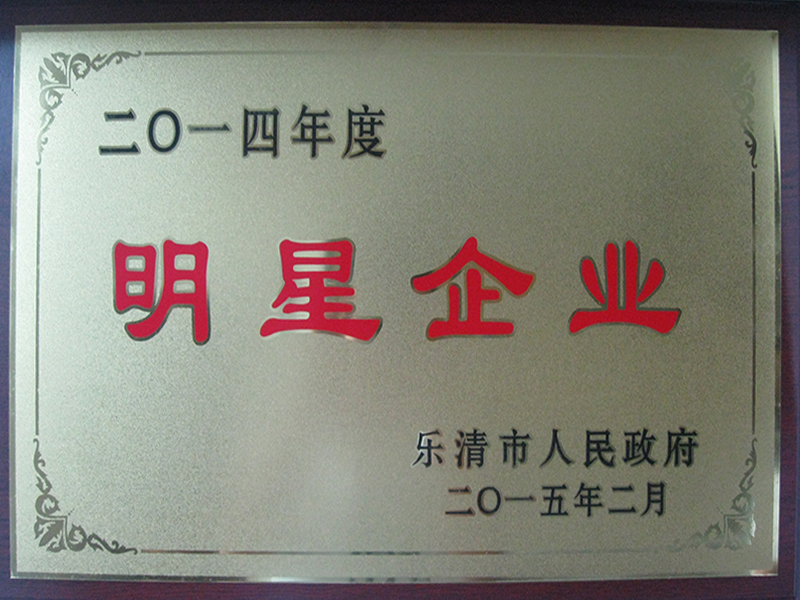 二〇一四年度
明星企业
乐清市人民政府
二〇一五年二月